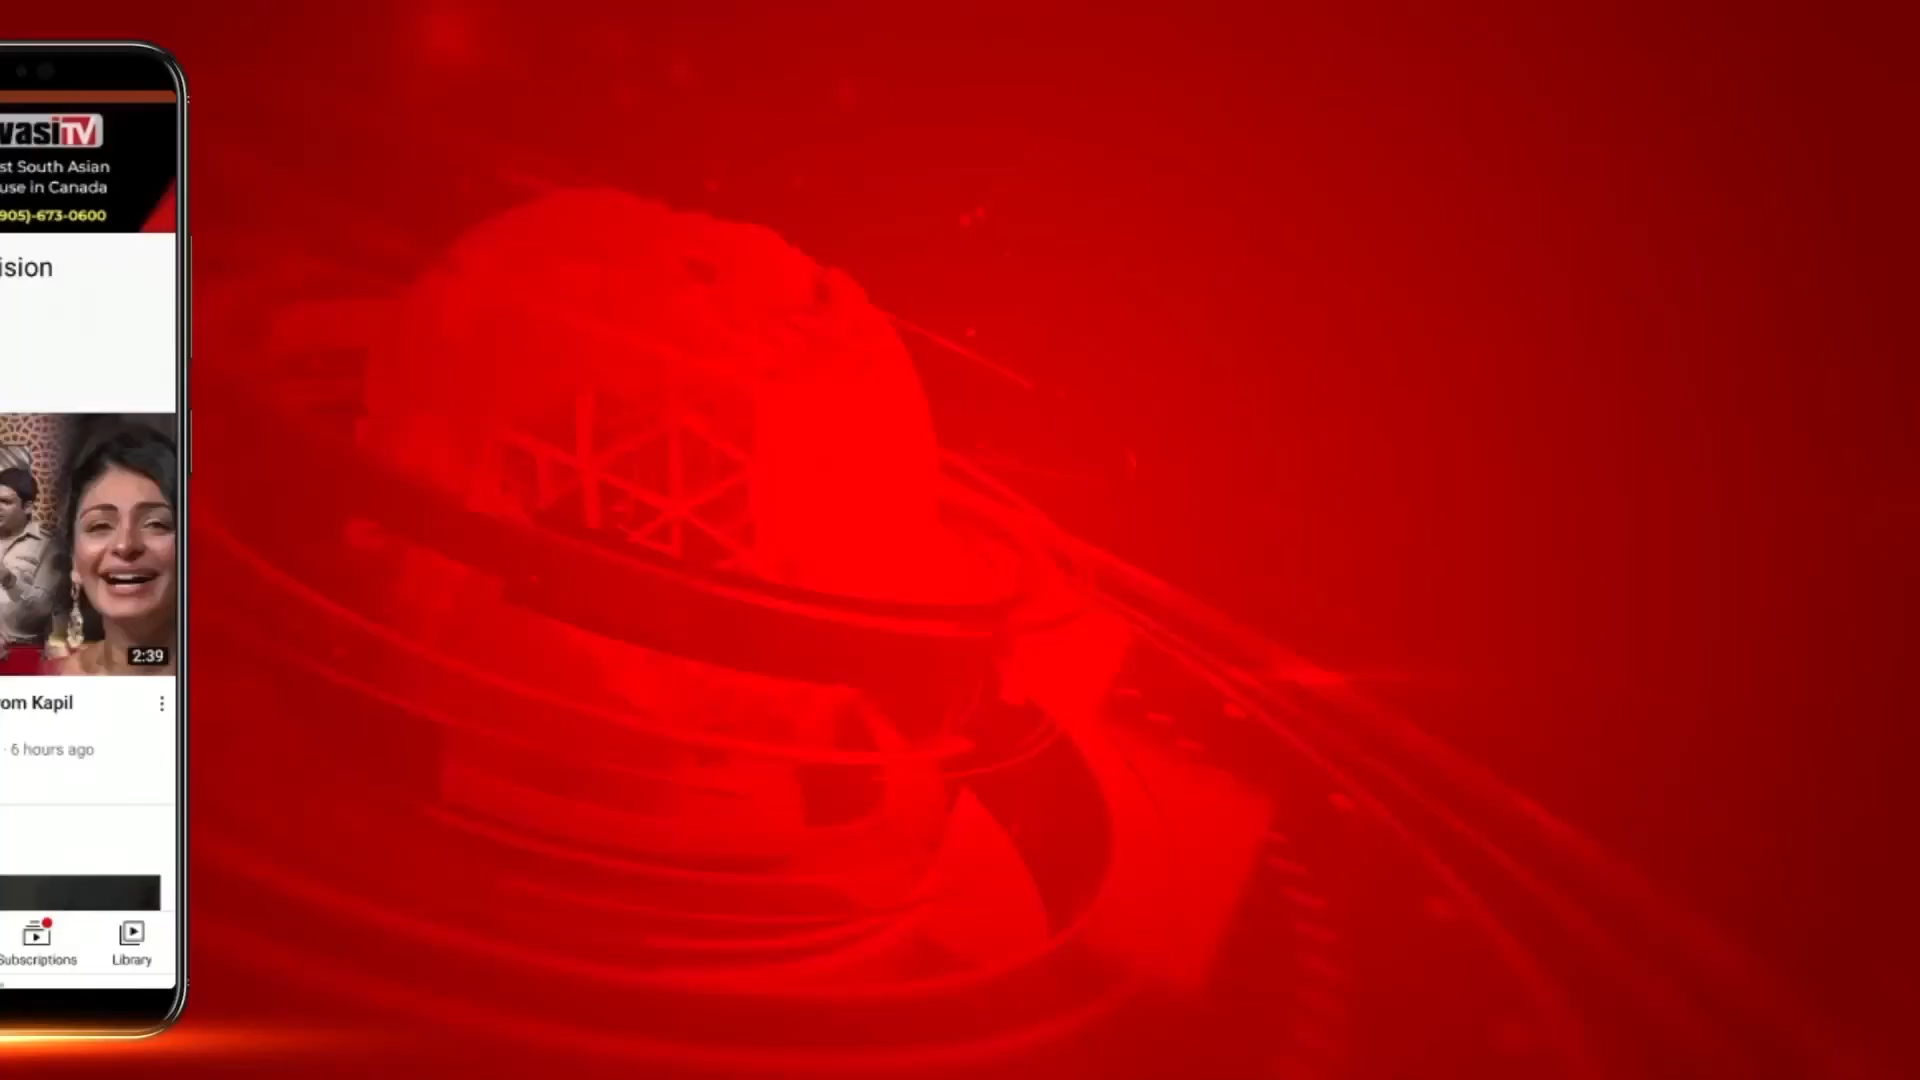 vasiTV
st South Asian
use in Canada
905)-673-0600
ision
2:39
om Kapil
· 6 hours ago
Subscriptions
Library